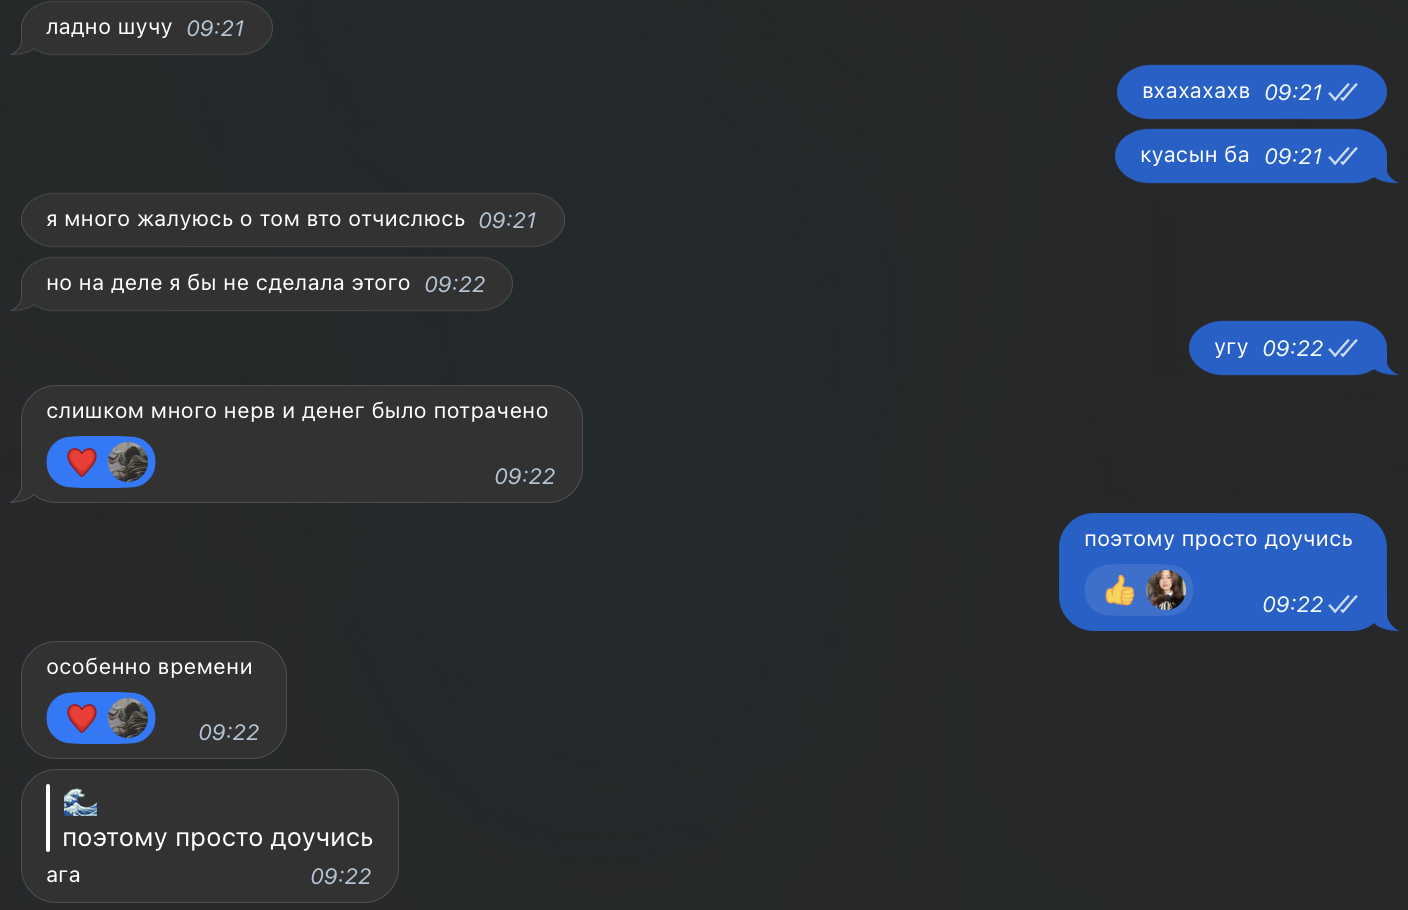 ладно шучу 09:21
вхахахахв 09:21
куасын ба 09:21
я много жалуюсь о том вто отчислюсь 09:21
но на деле я бы не сделала этого 09:22
угу 09:22
слишком много нерв и денег было потрачено
09:22
поэтому просто доучись
09:22
особенно времени
09:22
поэтому просто доучись
ага 09:22